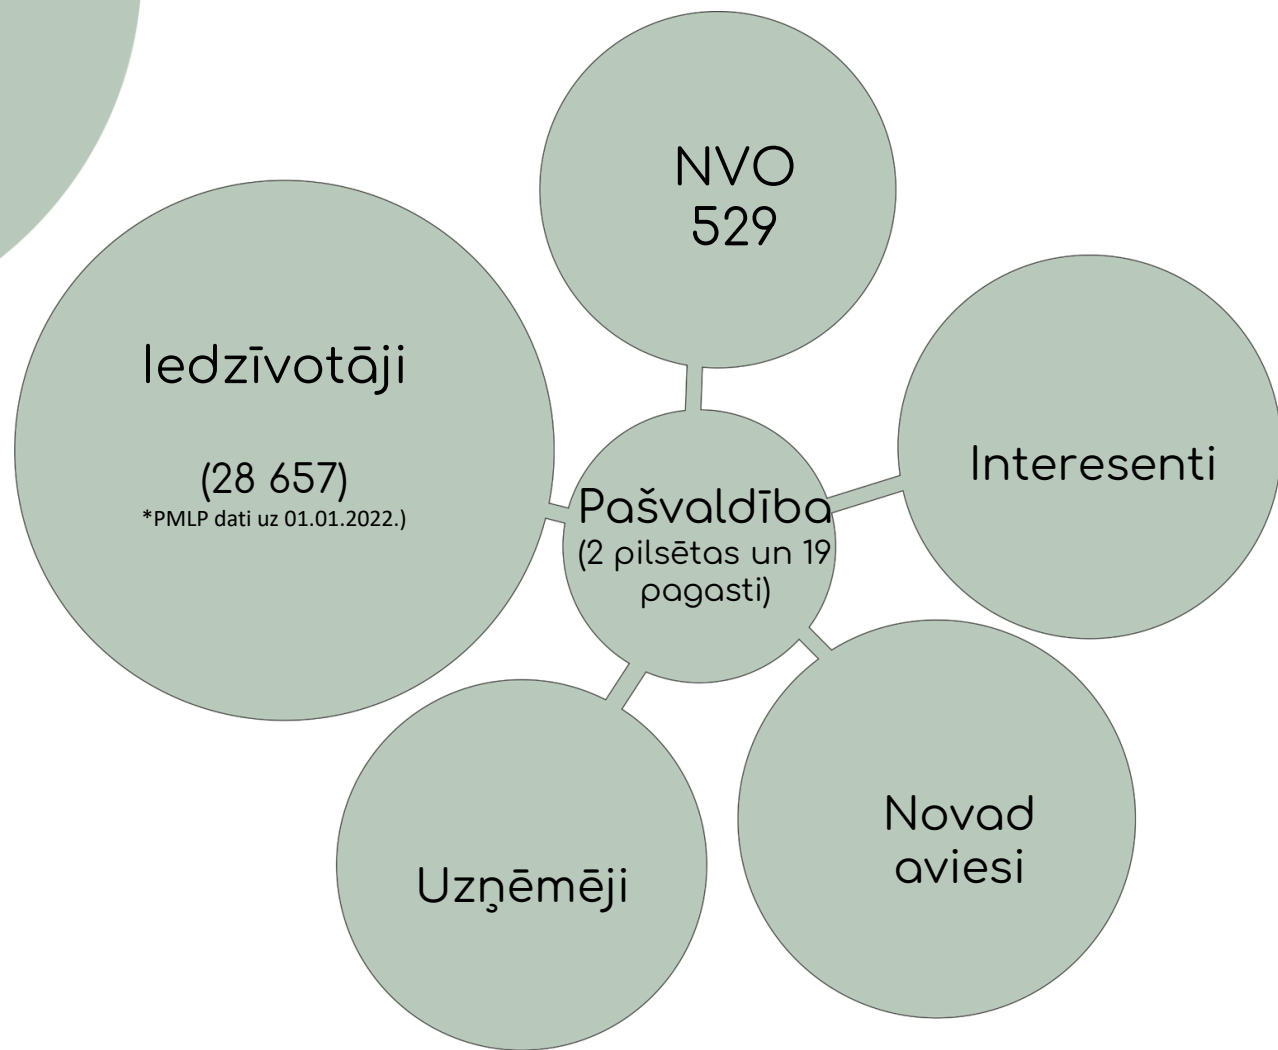 NVO
529
Iedzīvotāji
(28 657)
*PMLP dati uz 01.01.2022.)
Interesenti
Pašvaldība
(2 pilsētas un 19
pagasti)
Novad
aviesi
Uzņēmēji